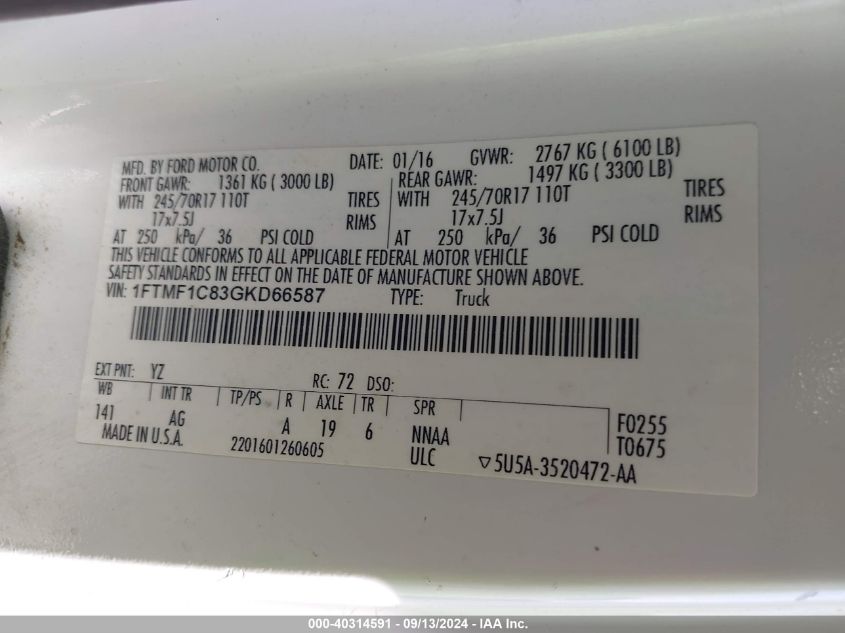 MFD. BY FORD MOTOR CO. DATE: 01/16 GVWR: 2767 KG ( 6100 LB)
FRONT GAWR: 1361 KG ( 3000 LB) REAR GAWR: 1497 KG ( 3300 LB)
WITH 245/70R17 110T TIRES WITH 245/70R17 110T TIRES
17x7.5J RIMS 17x7.5J RIMS
AT 250 kPa/ 36 PSI COLD AT 250 kPa/ 36 PSI COLD
THIS VEHICLE CONFORMS TO ALL APPLICABLE FEDERAL MOTOR VEHICLE
SAFETY STANDARDS IN EFFECT ON THE DATE OF MANUFACTURE SHOWN ABOVE.
VIN: 1FTMF1C83GKD66587 TYPE: Truck
EXT PNT: YZ RC: 72 DSO:
WB INT TR TP/PS R AXLE TR SPR
141 AG A 19 6 NNAA F0255
MADE IN U.S.A. 2201601260605 ULC T0675
▽5U5A-3520472-AA
000-40314591 - 09/13/2024 - IAA Inc.